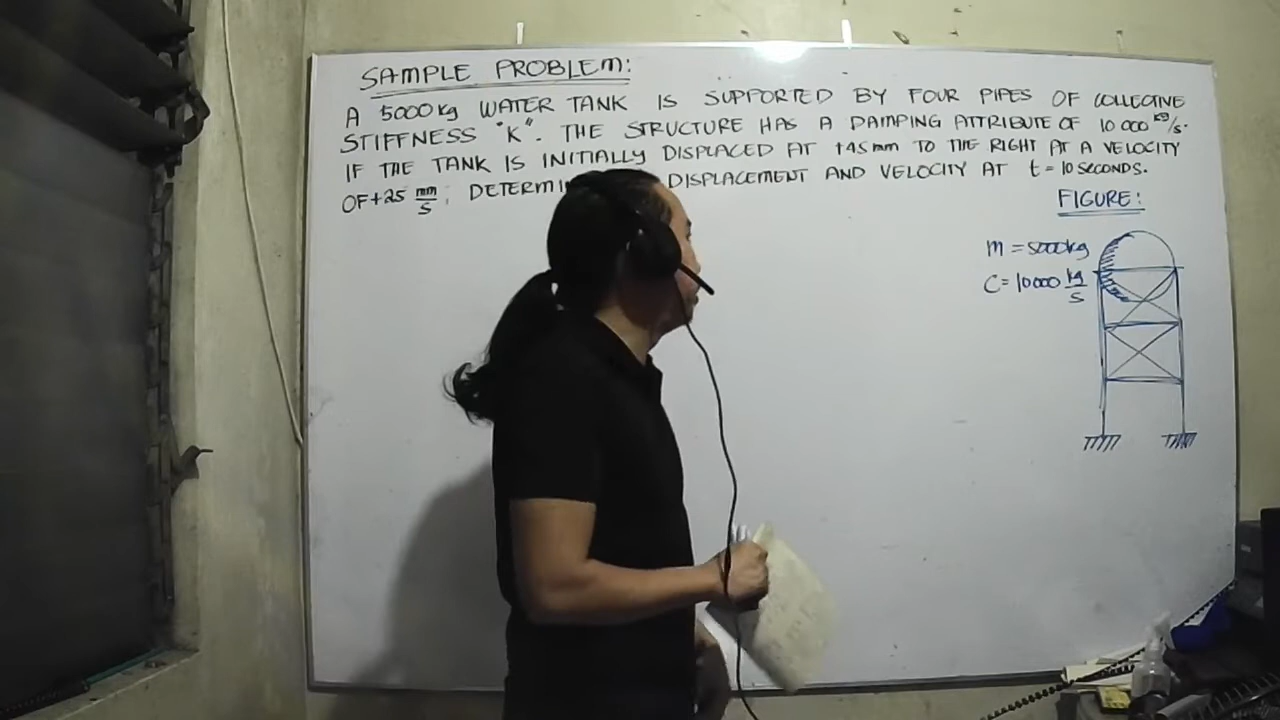 SAMPLE PROBLEM:
A 5000kg WATER TANK IS SUPPORTED BY FOUR PIPES OF COLLECTIVE
STIFFNESS "K". THE STRUCTURE HAS A DAMPING ATTRIBUTE OF 10 000 kg/s.
IF THE TANK IS INITIALLY DISPLACED AT +45mm TO THE RIGHT AT A VELOCITY
OF +25 mm/s; DISPLACEMENT AND VELOCITY AT t = 10 SECONDS.
FIGURE:
m = 5000kg
C = 10000 kg/s